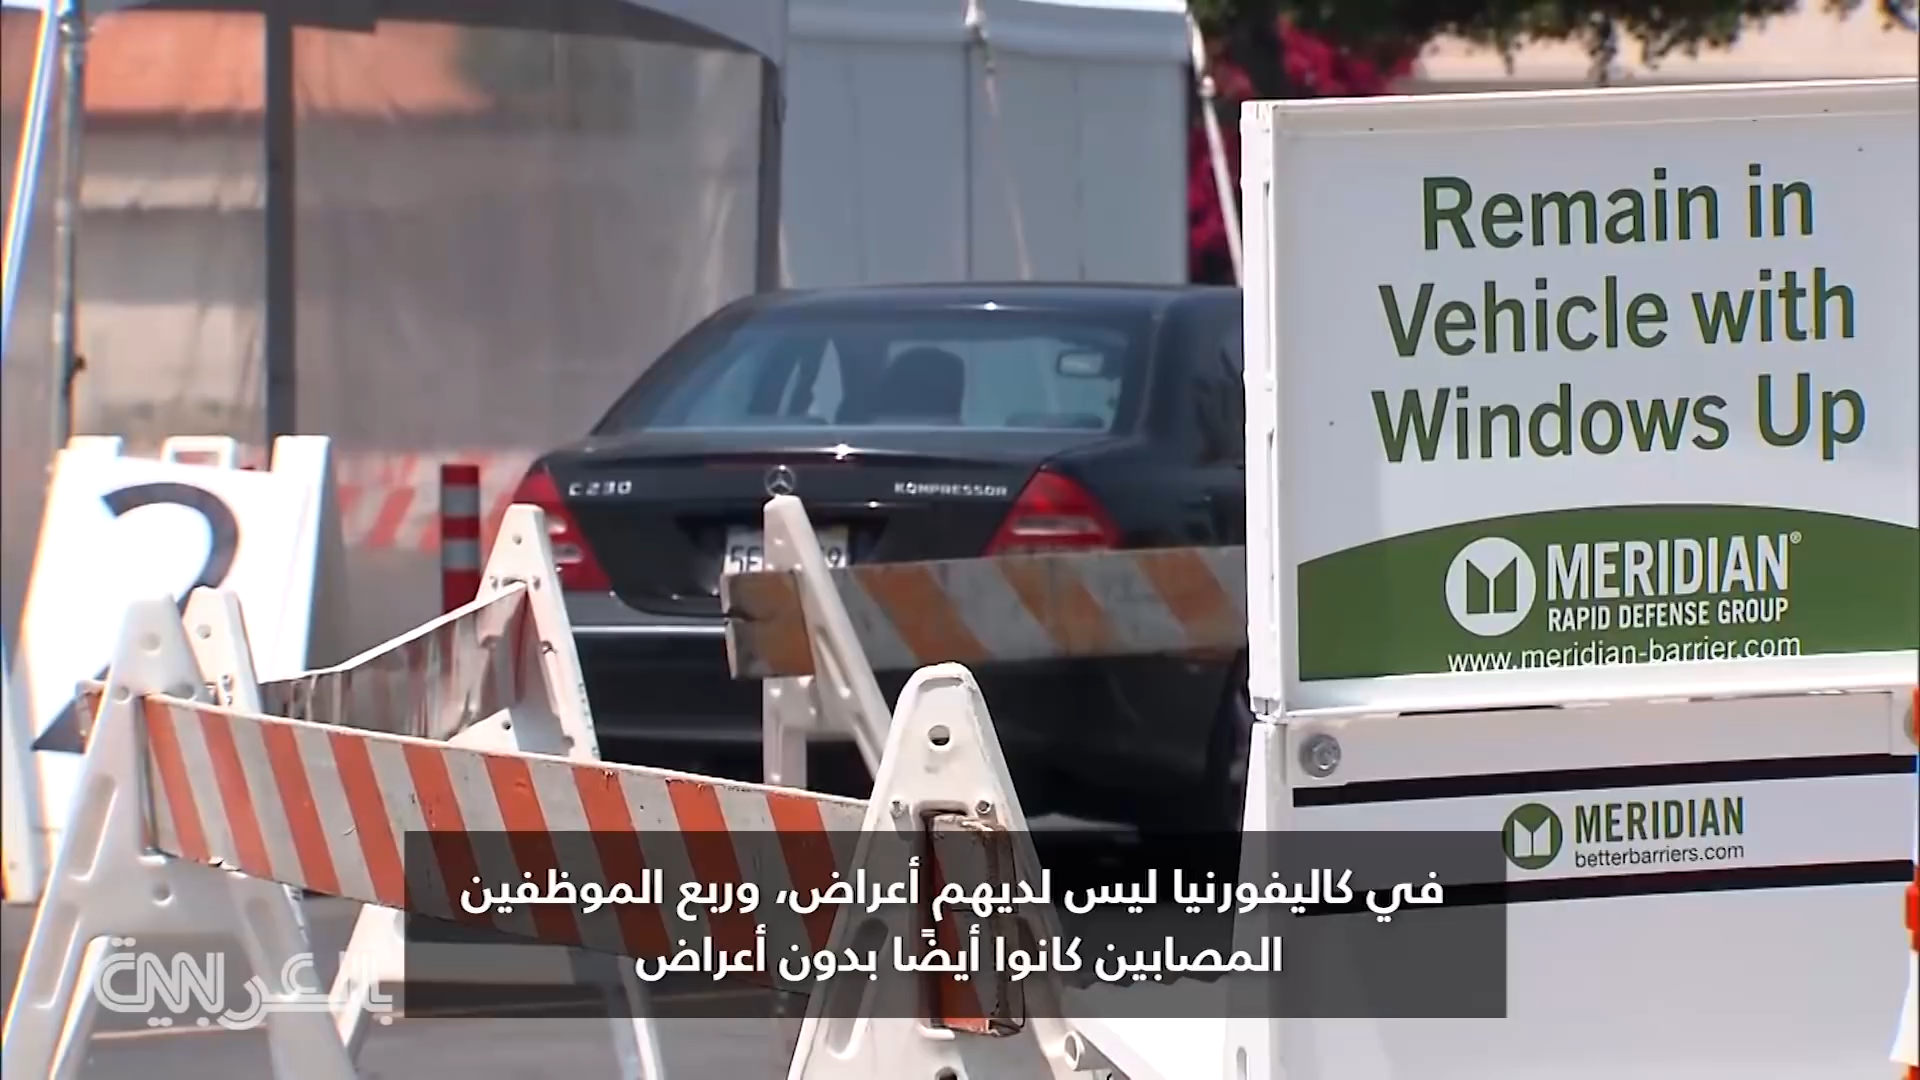 Remain in
Vehicle with
Windows Up
MERIDIAN®
RAPID DEFENSE GROUP
www.meridian-barrier.com
MERIDIAN
betterbarriers.com
C 230
KOMPRESSOR
2
في كاليفورنيا ليس لديهم أعراض، وربع الموظفين
المصابين كانوا أيضًا بدون أعراض
CNN بالعربية